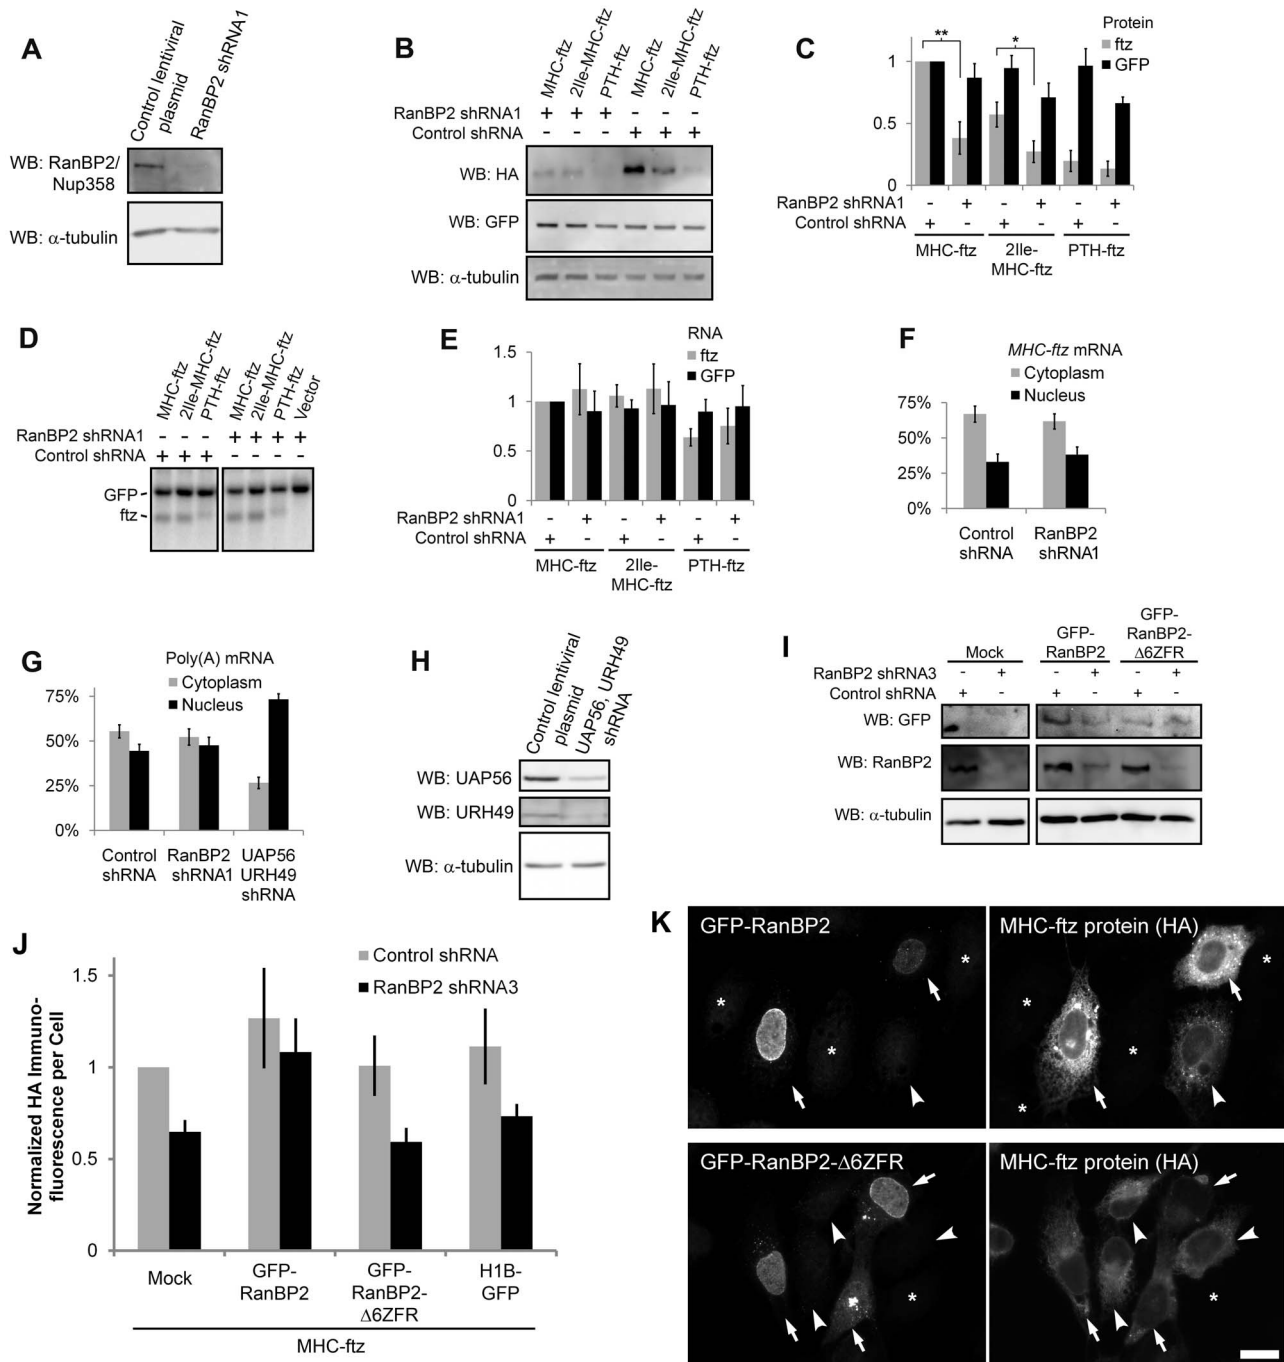 A
Control lentiviral
plasmid
RanBP2 shRNA1
WB: RanBP2/
Nup358
WB: α-tubulin
B
MHC-ftz
2Ile-MHC-ftz
PTH-ftz
MHC-ftz
2Ile-MHC-ftz
PTH-ftz
RanBP2 shRNA1 + + + - - -
Control shRNA - - - + + +
WB: HA
WB: GFP
WB: α-tubulin
C
Protein
ftz
GFP
** *
1
0.5
0
RanBP2 shRNA1 - + - + - +
Control shRNA + - + - + -
MHC-ftz
2Ile-
MHC-ftz
PTH-ftz
D
MHC-ftz
2Ile-MHC-ftz
PTH-ftz
MHC-ftz
2Ile-MHC-ftz
PTH-ftz
Vector
RanBP2 shRNA1 - - - + + + +
Control shRNA + + + - - - -
GFP
ftz
E
RNA
ftz
GFP
1.5
1
0.5
0
RanBP2 shRNA1 - + - + - +
Control shRNA + - + - + -
MHC-ftz
2Ile-
MHC-ftz
PTH-ftz
F
MHC-ftz mRNA
Cytoplasm
Nucleus
75%
50%
25%
0%
Control
shRNA
RanBP2
shRNA1
G
Poly(A) mRNA
Cytoplasm
Nucleus
75%
50%
25%
0%
Control
shRNA
RanBP2
shRNA1
UAP56
URH49
shRNA
H
Control lentiviral
plasmid
UAP56, URH49
shRNA
WB: UAP56
WB: URH49
WB: α-tubulin
I
Mock
GFP-
RanBP2
GFP-
RanBP2-
Δ6ZFR
RanBP2 shRNA3 - + - + - +
Control shRNA + - + - + -
WB: GFP
WB: RanBP2
WB: α-tubulin
J
Normalized HA Immuno-
fluorescence per Cell
Control shRNA
RanBP2 shRNA3
1.5
1
0.5
0
Mock
GFP-
RanBP2
GFP-
RanBP2-
Δ6ZFR
H1B-
GFP
MHC-ftz
K
GFP-RanBP2
* * *
MHC-ftz protein (HA)
* * * *
GFP-RanBP2-Δ6ZFR
*
MHC-ftz protein (HA)
*